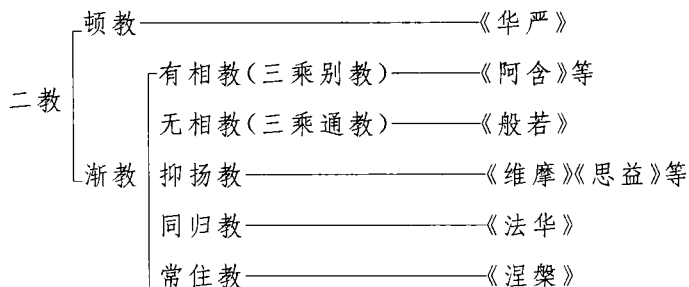 顿教——《华严》
有相教(三乘别教)——《阿含》等
二教
无相教(三乘通教)——《般若》
渐教 抑扬教——《维摩》《思益》等
同归教——《法华》
常住教——《涅槃》